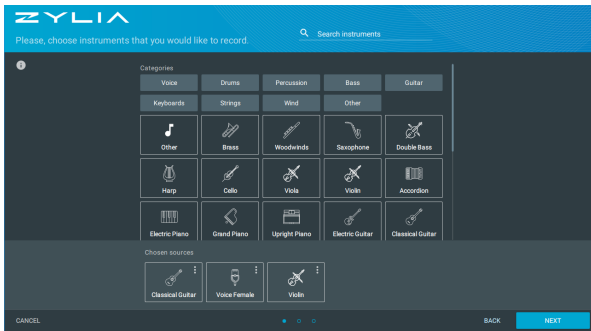 ZYLIA
Please, choose instruments that you would like to record.
Search instruments
Categories
Voice Drums Percussion Bass Guitar
Keyboards Strings Wind Other
Other Brass Woodwinds Saxophone Double Bass
Harp Cello Viola Violin Accordion
Electric Piano Grand Piano Upright Piano Electric Guitar Classical Guitar
Chosen sources
Classical Guitar Voice Female Violin
CANCEL BACK NEXT